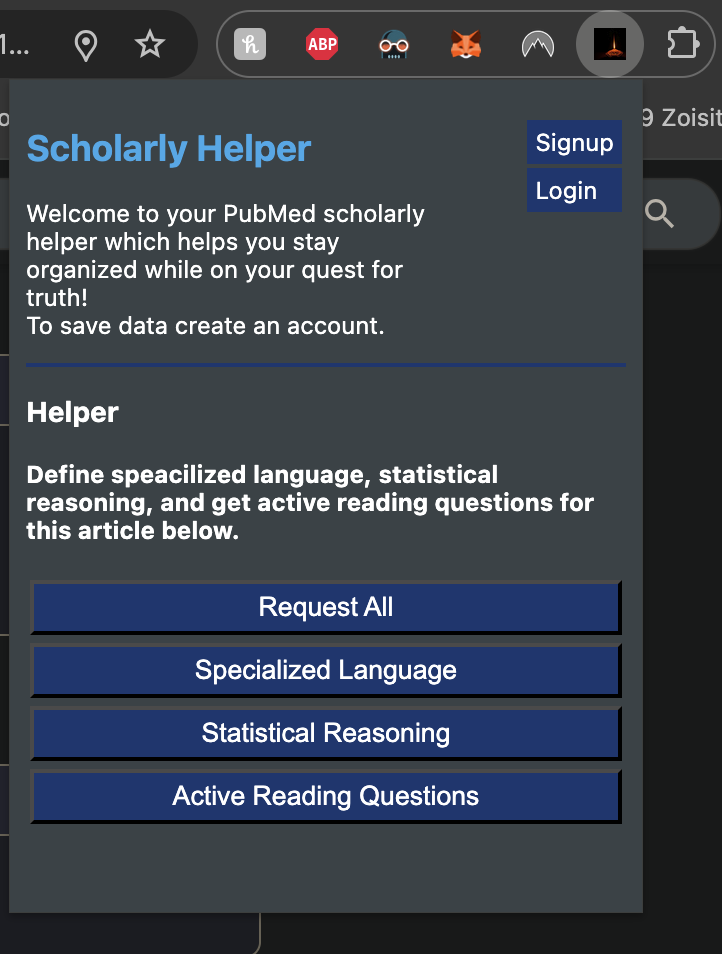 1...
ABP
9 Zoisit
Scholarly Helper
Signup
Login
Welcome to your PubMed scholarly
helper which helps you stay
organized while on your quest for
truth!
To save data create an account.
Helper
Define speacilized language, statistical
reasoning, and get active reading questions for
this article below.
Request All
Specialized Language
Statistical Reasoning
Active Reading Questions